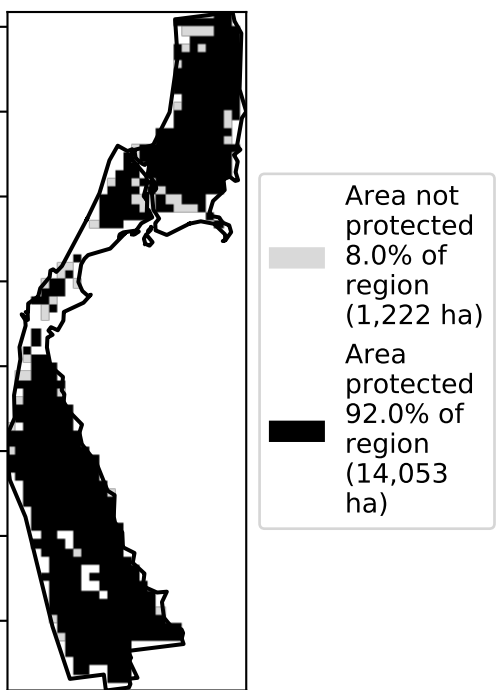 Area not
protected
8.0% of
region
(1,222 ha)
Area
protected
92.0% of
region
(14,053
ha)